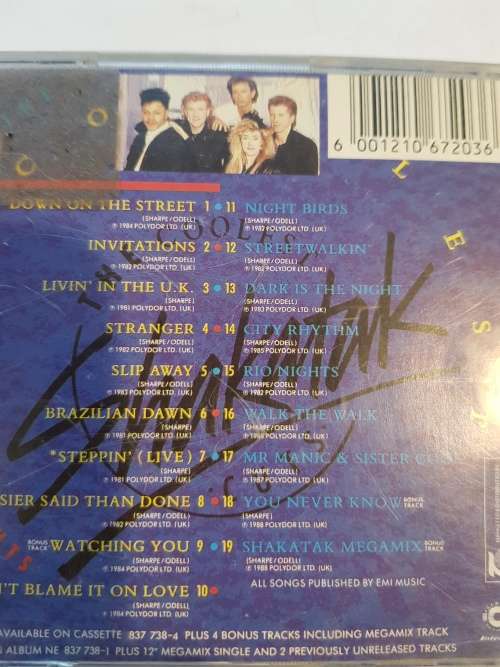 6 001210 672036
DOWN ON THE STREET 1 • 11 NIGHT BIRDS
(SHARPE/ODELL) (SHARPE/ODELL)
℗ 1984 POLYDOR LTD. (UK) ℗ 1982 POLYDOR LTD. (UK)
INVITATIONS 2 • 12 STREETWALKIN'
(SHARPE/ODELL) (SHARPE/ODELL)
℗ 1982 POLYDOR LTD. (UK) ℗ 1982 POLYDOR LTD. (UK)
LIVIN' IN THE U.K. 3 • 13 DARK IS THE NIGHT
(SHARPE) (SHARPE/ODELL)
℗ 1981 POLYDOR LTD. (UK) ℗ 1983 POLYDOR LTD. (UK)
STRANGER 4 • 14 CITY RHYTHM
(SHARPE/ODELL) (SHARPE/ODELL)
℗ 1982 POLYDOR LTD. (UK) ℗ 1985 POLYDOR LTD. (UK)
SLIP AWAY 5 • 15 RIO NIGHTS
(SHARPE/ODELL) (SHARPE/ODELL)
℗ 1983 POLYDOR LTD. (UK) ℗ 1982 POLYDOR LTD. (UK)
BRAZILIAN DAWN 6 • 16 WALK THE WALK
(SHARPE) (SHARPE/ODELL)
℗ 1981 POLYDOR LTD. (UK) POLYDOR LTD. (UK)
*STEPPIN' (LIVE) 7 • 17 MR MANIC & SISTER
(SHARPE) (SHARPE/ODELL)
℗ 1981 POLYDOR LTD. (UK) ℗ 1988 POLYDOR LTD. (UK)
SIER SAID THAN DONE 8 • 18 YOU NEVER KNOW BONUS TRACK
(SHARPE/ODELL) (SHARPE)
℗ 1982 POLYDOR LTD. (UK) ℗ 1988 POLYDOR LTD. (UK)
BONUS TRACK WATCHING YOU 9 • 19 SHAKATAK MEGAMIX BONUS TRACK
(SHARPE/ODELL) (SHARPE/ODELL)
℗ 1984 POLYDOR LTD. (UK) ℗ 1988 POLYDOR LTD. (UK)
'T BLAME IT ON LOVE 10 • ALL SONGS PUBLISHED BY EMI MUSIC
(SHARPE/ODELL)
℗ 1984 POLYDOR LTD. (UK)
AVAILABLE ON CASSETTE 837 738-4 PLUS 4 BONUS TRACKS INCLUDING MEGAMIX TRACK
N ALBUM NE 837 738-1 PLUS 12" MEGAMIX SINGLE AND 2 PREVIOUSLY UNRELEASED TRACKS
THE COOLEST
Shakatak